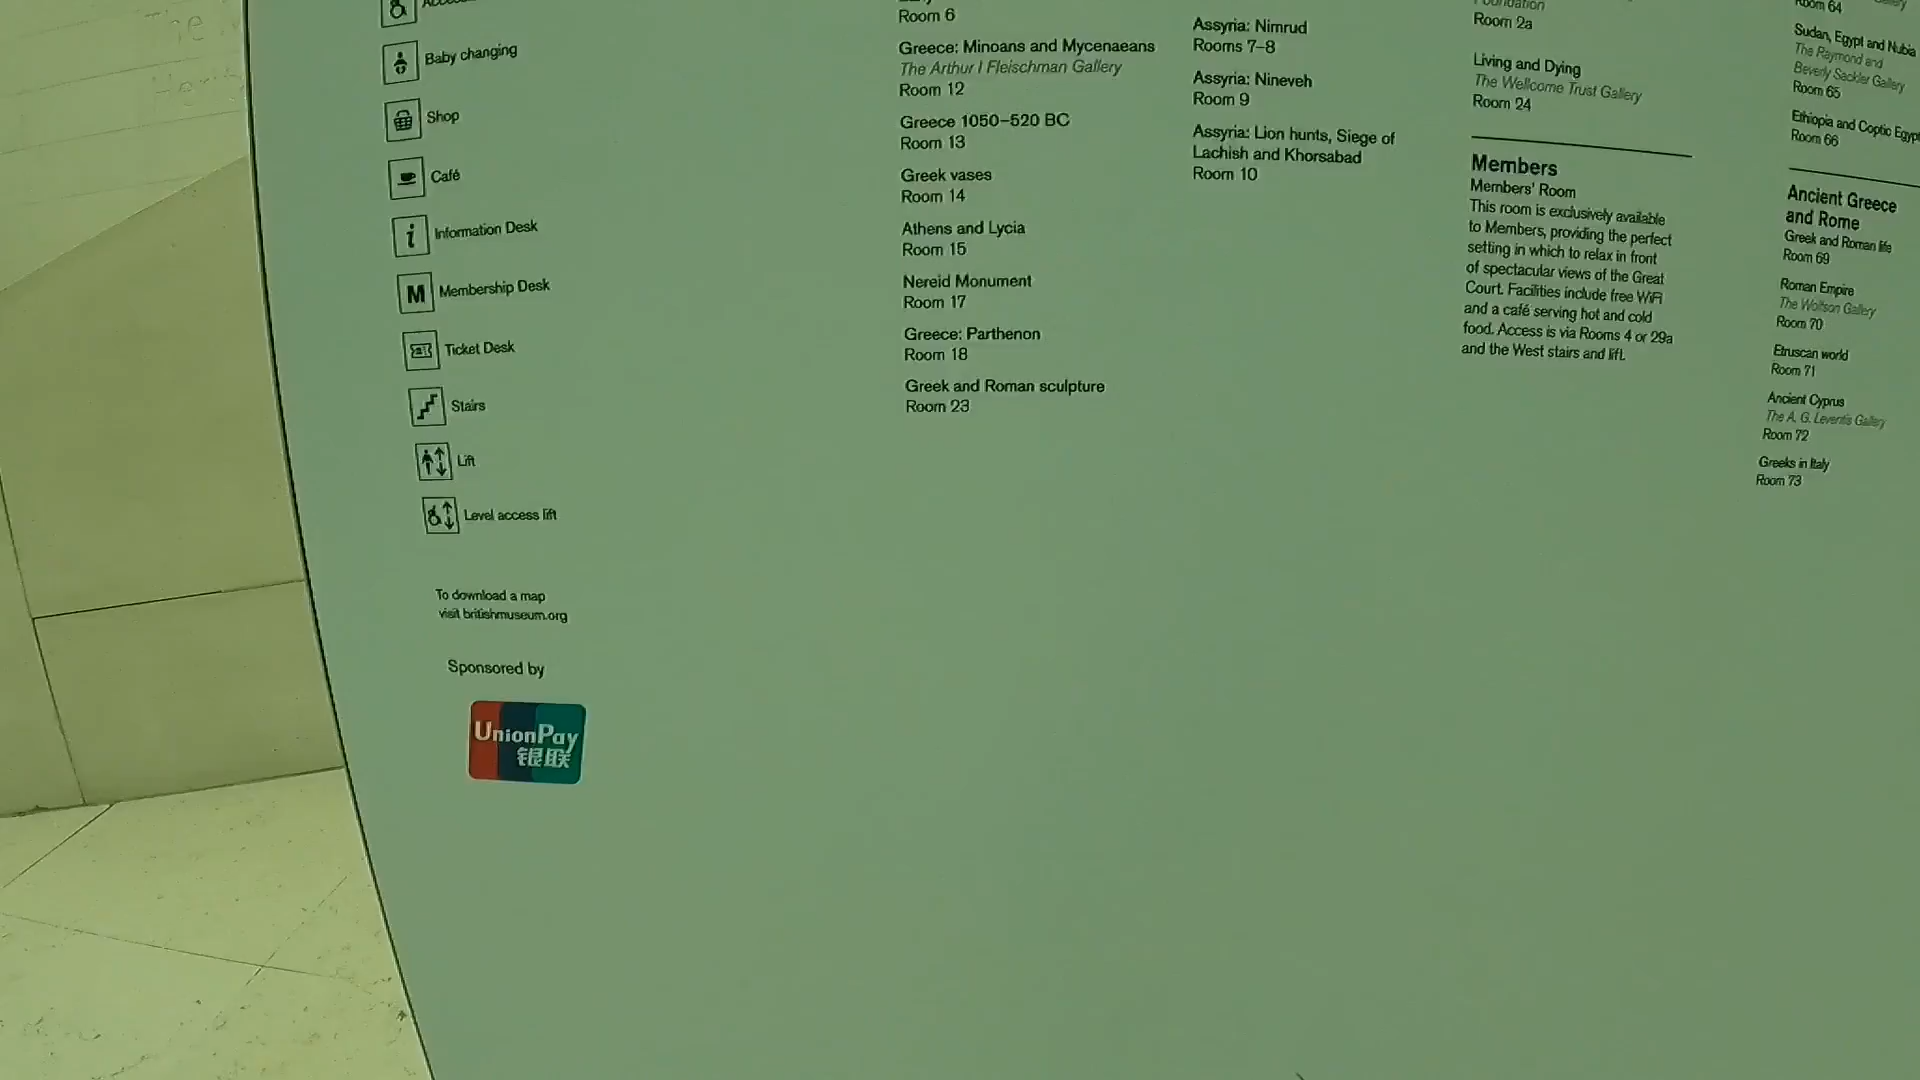 The
Baby changing
Shop
Café
Information Desk
M Membership Desk
Ticket Desk
Stairs
Lift
Level access lift
To download a map
visit britishmuseum.org
Sponsored by
UnionPay
银联
Room 6
Greece: Minoans and Mycenaeans
The Arthur I Fleischman Gallery
Room 12
Greece 1050–520 BC
Room 13
Greek vases
Room 14
Athens and Lycia
Room 15
Nereid Monument
Room 17
Greece: Parthenon
Room 18
Greek and Roman sculpture
Room 23
Assyria: Nimrud
Rooms 7–8
Assyria: Nineveh
Room 9
Assyria: Lion hunts, Siege of
Lachish and Khorsabad
Room 10
Foundation
Room 2a
Living and Dying
The Wellcome Trust Gallery
Room 24
Members
Members' Room
This room is exclusively available
to Members, providing the perfect
setting in which to relax in front
of spectacular views of the Great
Court. Facilities include free WiFi
and a café serving hot and cold
food. Access is via Rooms 4 or 29a
and the West stairs and lift.
Room 64
Sudan, Egypt and Nubia
The Raymond and
Beverly Sackler Gallery
Room 65
Ethiopia and Coptic Egypt
Room 66
Ancient Greece
and Rome
Greek and Roman life
Room 69
Roman Empire
The Wolfson Gallery
Room 70
Etruscan world
Room 71
Ancient Cyprus
The A. G. Leventis Gallery
Room 72
Greeks in Italy
Room 73